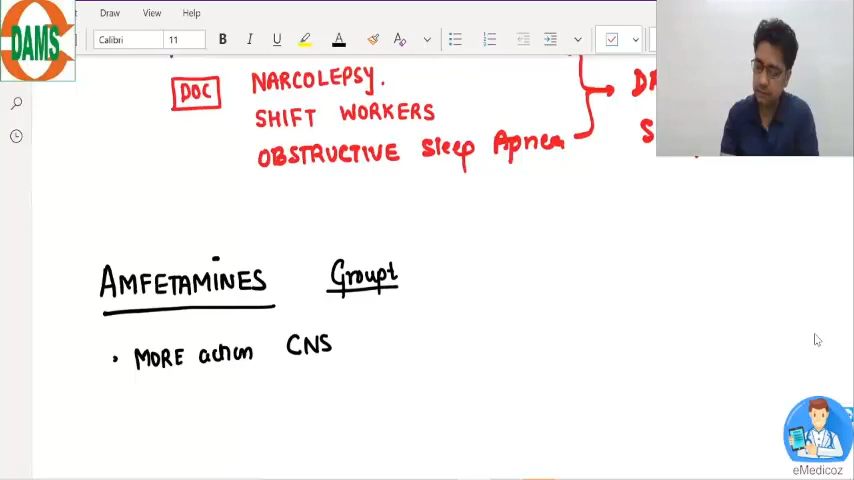 DAMS
Draw View Help
Calibri 11 B I U A A
DOC NARCOLEPSY.
SHIFT WORKERS
OBSTRUCTIVE Sleep Apnea
AMFETAMINES Group
• MORE action CNS
eMedicoz